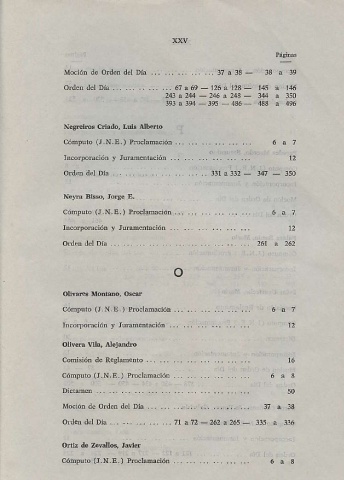 XXV
Páginas
Moción de Orden del Día ... ... ... ... ... 37 a 38 — 38 a 39
Orden del Día ... ... ... ... 67 a 69 — 126 a 128 — 145 a 146
243 a 244 — 246 a 248 — 344 a 350
393 a 394 — 395 — 486 — 488 a 496
Negreiros Criado, Luis Alberto
Cómputo (J.N.E.) Proclamación ... ... ... ... ... 6 a 7
Incorporación y Juramentación ... ... ... ... ... 12
Orden del Día ... ... ... ... ... 331 a 332 — 347 — 350
Neyra Bisso, Jorge E.
Cómputo (J.N.E.) Proclamación ... ... ... ... ... 6 a 7
Incorporación y Juramentación ... ... ... ... ... 12
Orden del Día ... ... ... ... ... ... ... 261 a 262
O
Olivares Montano, Oscar
Cómputo (J.N.E.) Proclamación ... ... ... ... ... 6 a 7
Incorporación y Juramentación ... ... ... ... ... 12
Olivera Vila, Alejandro
Comisión de Reglamento ... ... ... ... ... ... 16
Cómputo (J.N.E.) Proclamación ... ... ... ... ... 6 a 8
Dictamen ... ... ... ... ... ... ... ... 50
Moción de Orden del Día ... ... ... ... ... ... 37 a 38
Orden del Día ... ... ... ... 71 a 72 — 262 a 265 — 335 a 336
Ortiz de Zevallos, Javier
Cómputo (J.N.E.) Proclamación ... ... ... ... ... 6 a 8